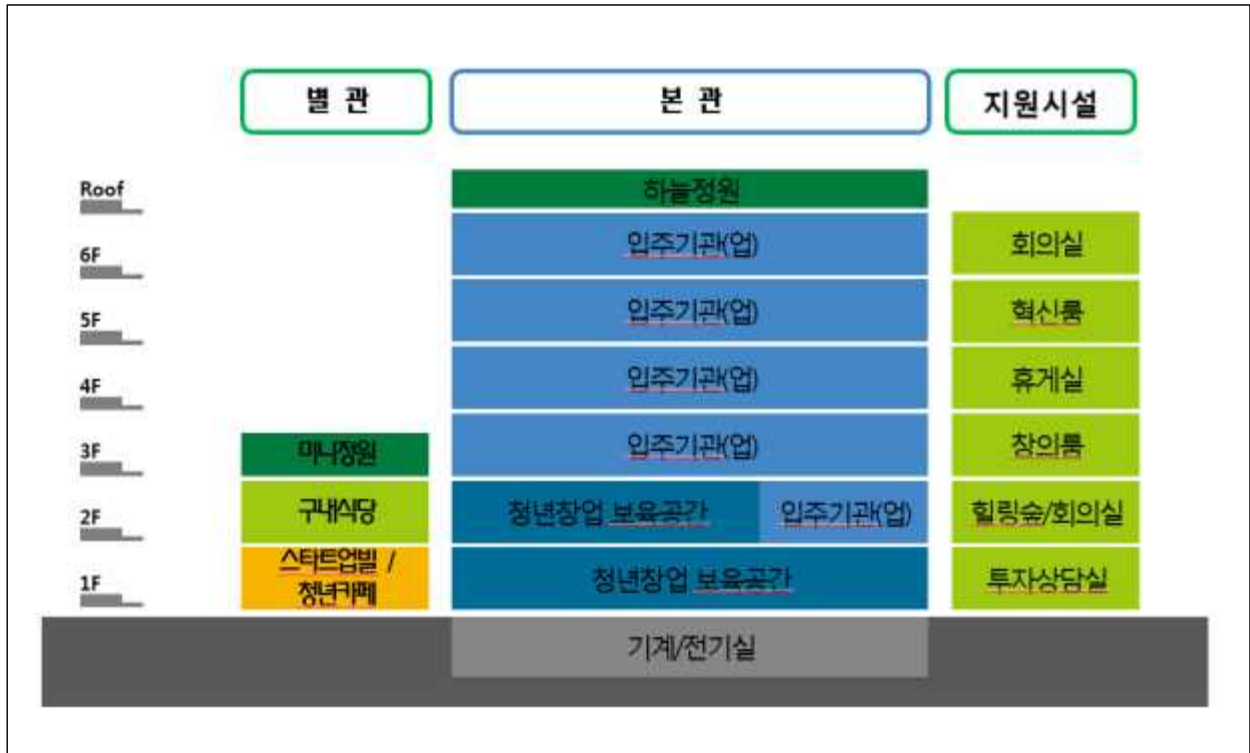 별 관
본 관
지원시설
Roof
하늘정원
6F
입주기관(업)
회의실
5F
입주기관(업)
혁신룸
4F
입주기관(업)
휴게실
3F
미니정원
입주기관(업)
창의룸
2F
구내식당
청년창업 보육공간
입주기관(업)
힐링숲/회의실
1F
스타트업빌 /
청년카페
청년창업 보육공간
투자상담실
기계/전기실